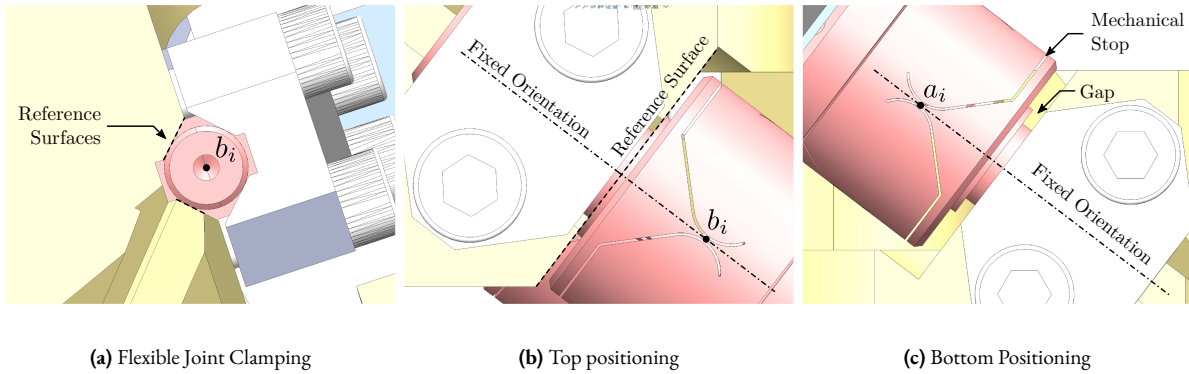 Reference
Surfaces
b_i
Fixed Orientation
Reference Surface
b_i
Mechanical
Stop
a_i
Gap
Fixed Orientation
(a) Flexible Joint Clamping
(b) Top positioning
(c) Bottom Positioning